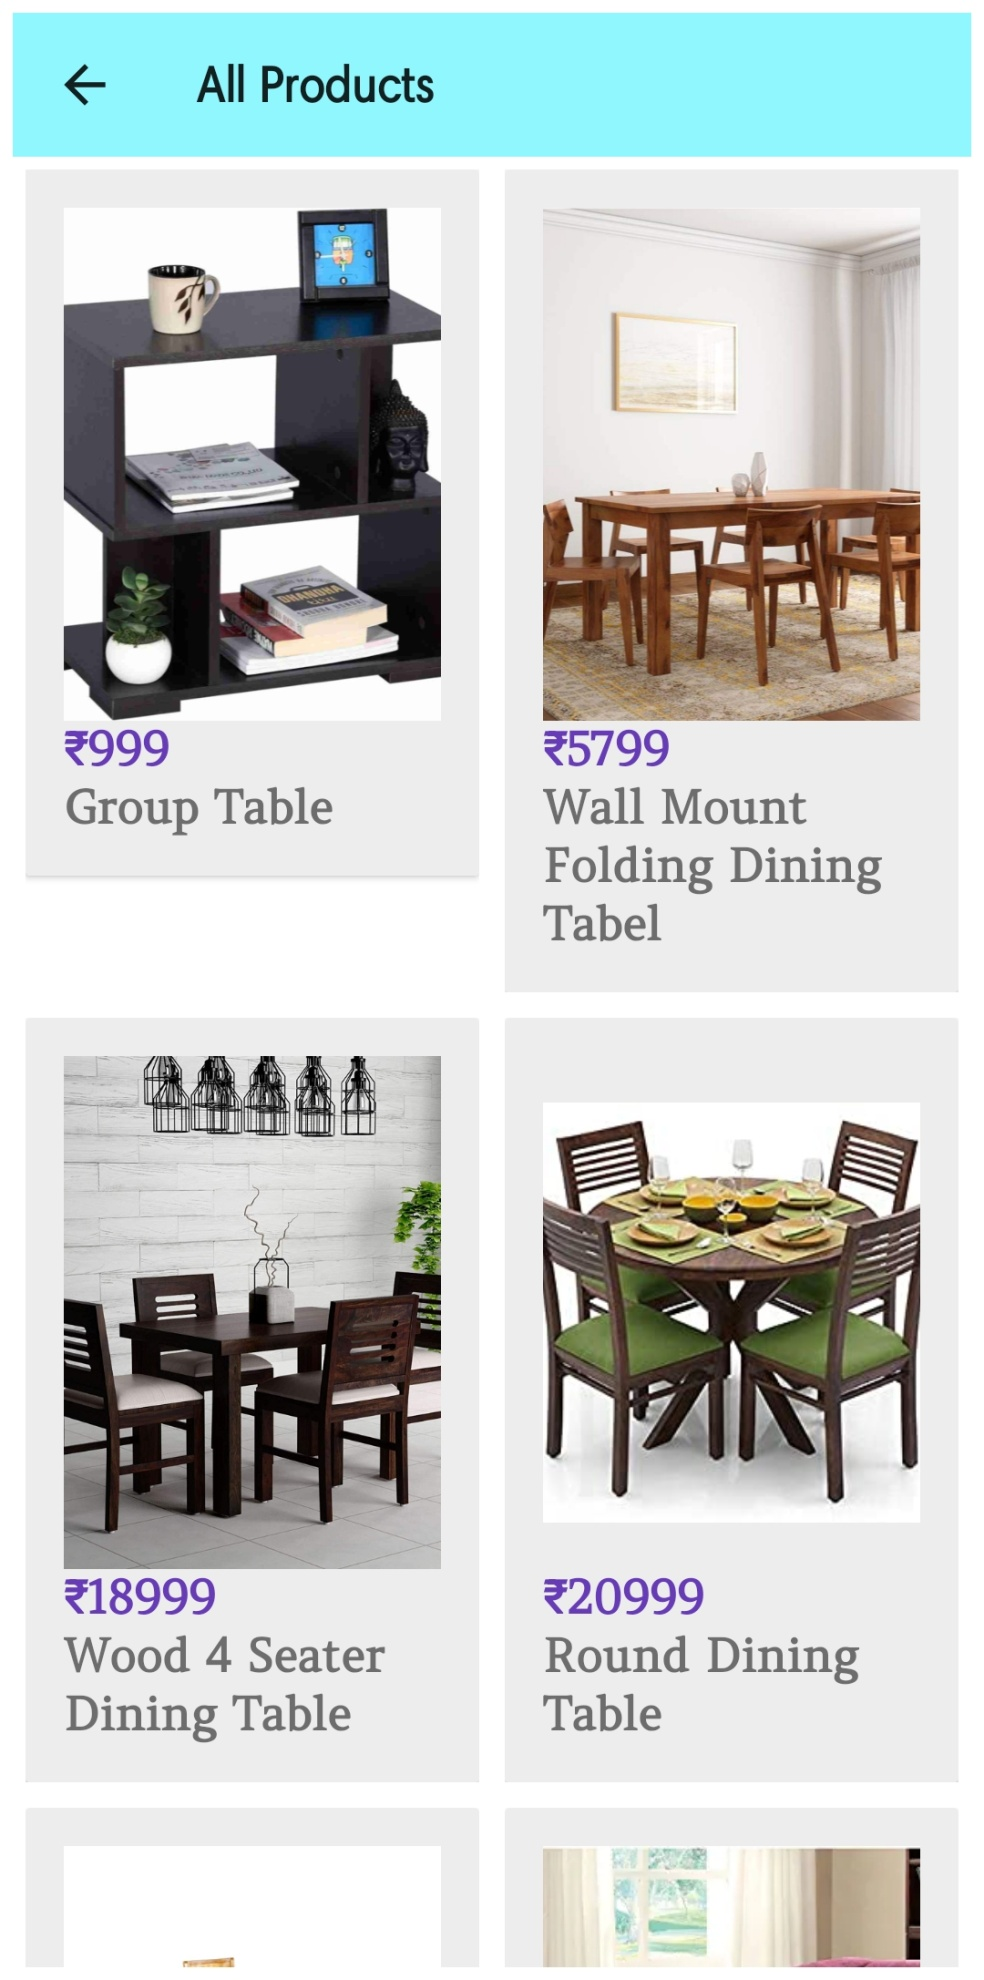 All Products
₹999
Group Table
₹5799
Wall Mount
Folding Dining
Tabel
DHANDHA
₹18999
Wood 4 Seater
Dining Table
₹20999
Round Dining
Table